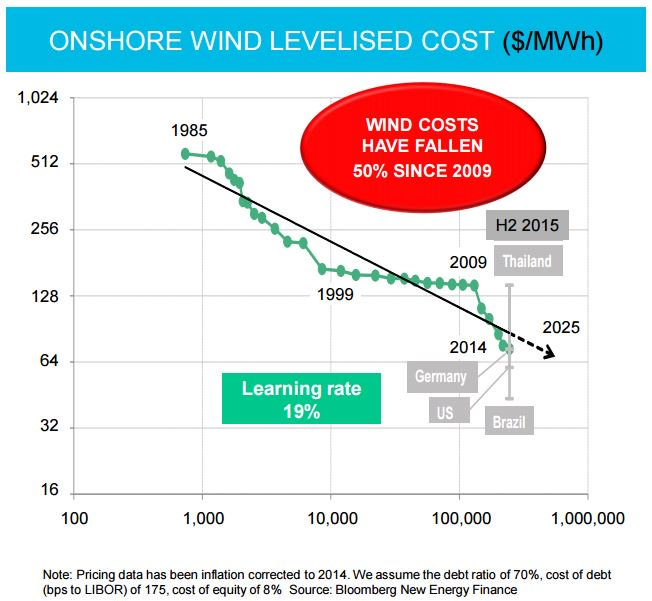 ONSHORE WIND LEVELISED COST ($/MWh)
1,024
512
256
128
64
32
16
1985
WIND COSTS
HAVE FALLEN
50% SINCE 2009
H2 2015
Thailand
2009
1999
2025
2014
Germany
US
Brazil
Learning rate
19%
100
1,000
10,000
100,000
1,000,000
Note: Pricing data has been inflation corrected to 2014. We assume the debt ratio of 70%, cost of debt
(bps to LIBOR) of 175, cost of equity of 8%  Source: Bloomberg New Energy Finance